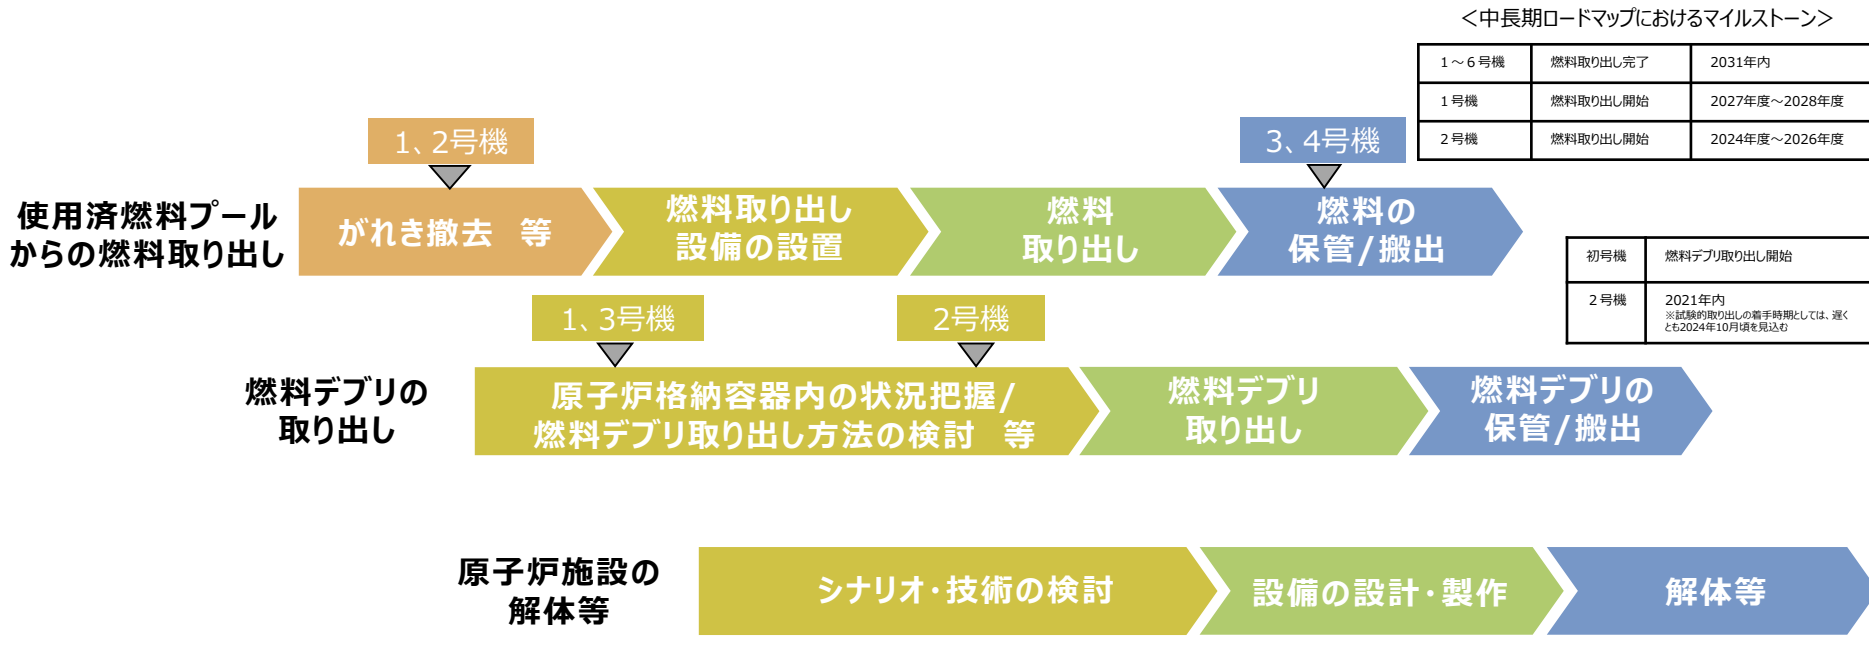 ＜中長期ロードマップにおけるマイルストーン＞
1～6号機 燃料取り出し完了 2031年内
1号機 燃料取り出し開始 2027年度～2028年度
2号機 燃料取り出し開始 2024年度～2026年度
1、2号機
3、4号機
使用済燃料プール
からの燃料取り出し
がれき撤去　等
燃料取り出し
設備の設置
燃料
取り出し
燃料の
保管/搬出
初号機 燃料デブリ取り出し開始
2号機 2021年内
※試験的取り出しの着手時期としては、遅く
とも2024年10月頃を見込む
1、3号機
2号機
燃料デブリの
取り出し
原子炉格納容器内の状況把握/
燃料デブリ取り出し方法の検討　等
燃料デブリ
取り出し
燃料デブリの
保管/搬出
原子炉施設の
解体等
シナリオ・技術の検討
設備の設計・製作
解体等